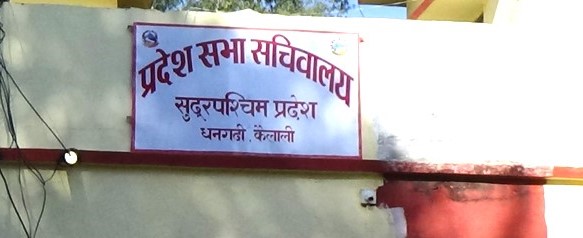 प्रदेश सभा सचिवालय
सुदूरपश्चिम प्रदेश
धनगढी, कैलाली